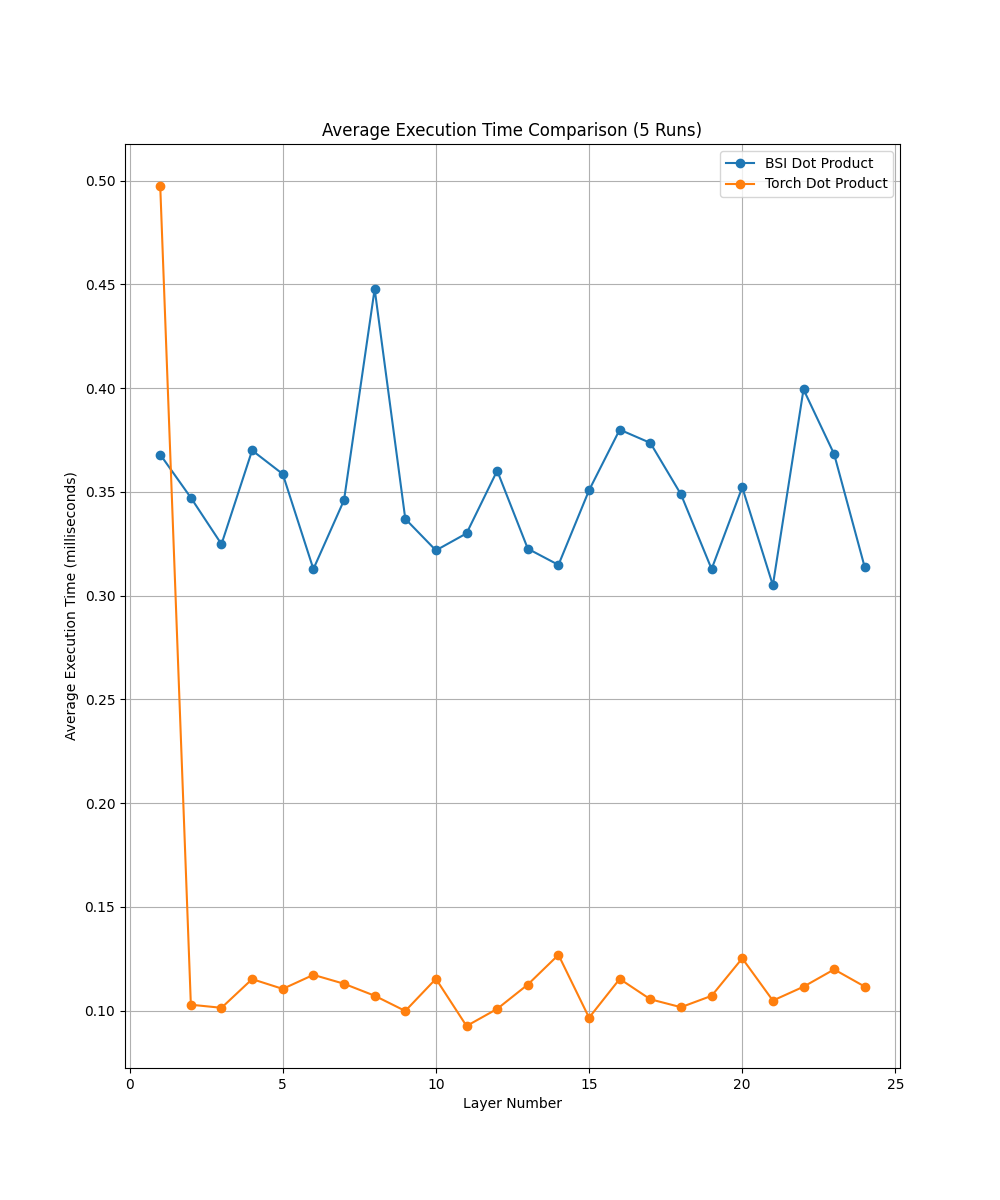 Average Execution Time Comparison (5 Runs)
BSI Dot Product
Torch Dot Product
Average Execution Time (milliseconds)
0.50
0.45
0.40
0.35
0.30
0.25
0.20
0.15
0.10
0 5 10 15 20 25
Layer Number